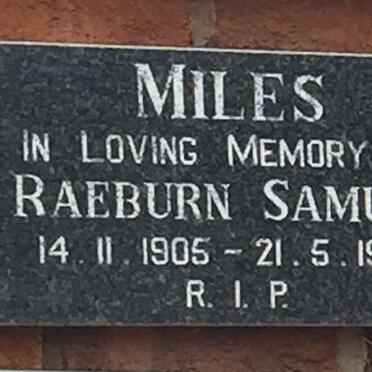 MILES
IN LOVING MEMORY
RAEBURN SAMU
14.11.1905 - 21.5.19
R.I.P.